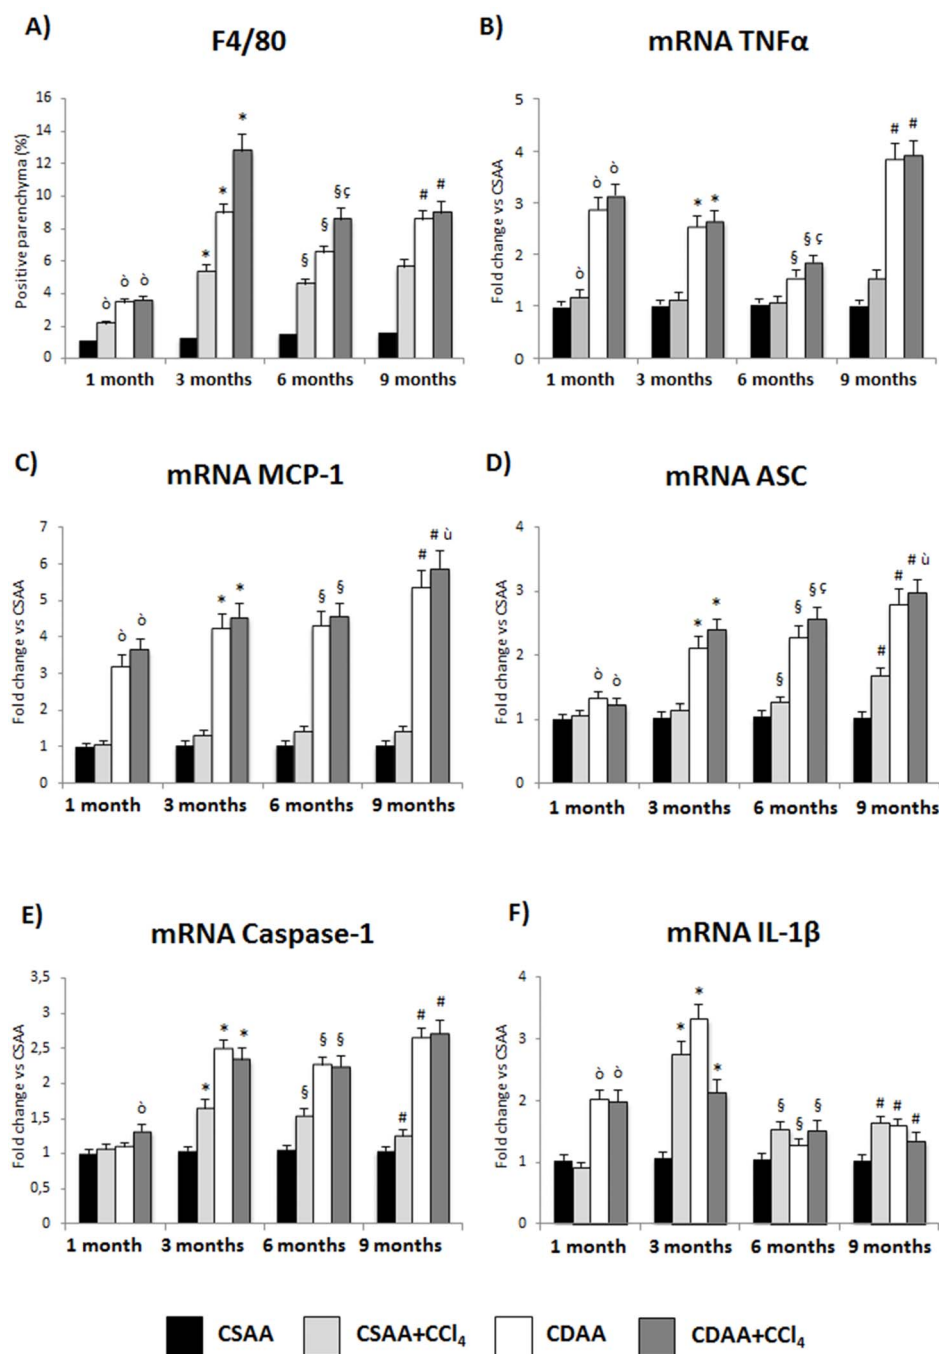 A)
F4/80
Positive parenchyma (%)
16
14
12
10
8
6
4
2
0
ò
ò
ò
*
*
*
§
§
§ ç
#
#
1 month
3 months
6 months
9 months
B)
mRNA TNFα
Fold change vs CSAA
5
4
3
2
1
0
ò
ò
ò
*
*
§
§ ç
#
#
1 month
3 months
6 months
9 months
C)
mRNA MCP-1
Fold change vs CSAA
7
6
5
4
3
2
1
0
ò
ò
*
*
§
§
#
# ù
1 month
3 months
6 months
9 months
D)
mRNA ASC
Fold change vs CSAA
4
3
2
1
0
ò
ò
*
*
§
§
§ ç
#
#
# ù
1 month
3 months
6 months
9 months
E)
mRNA Caspase-1
Fold change vs CSAA
3,5
3
2,5
2
1,5
1
0,5
0
ò
*
*
*
§
§
§
#
#
#
1 month
3 months
6 months
9 months
F)
mRNA IL-1β
Fold change vs CSAA
4
3
2
1
0
ò
ò
*
*
*
§
§
§
#
#
#
1 month
3 months
6 months
9 months
CSAA
CSAA+CCl₄
CDAA
CDAA+CCl₄